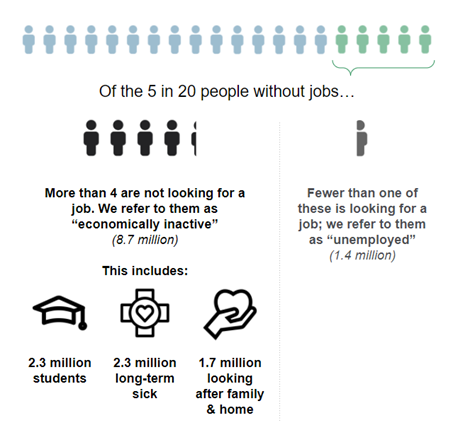 Of the 5 in 20 people without jobs…
More than 4 are not looking for a
job. We refer to them as
“economically inactive”
(8.7 million)
This includes:
2.3 million
students
2.3 million
long-term
sick
1.7 million
looking
after family
& home
Fewer than one of
these is looking for a
job; we refer to them
as “unemployed”
(1.4 million)